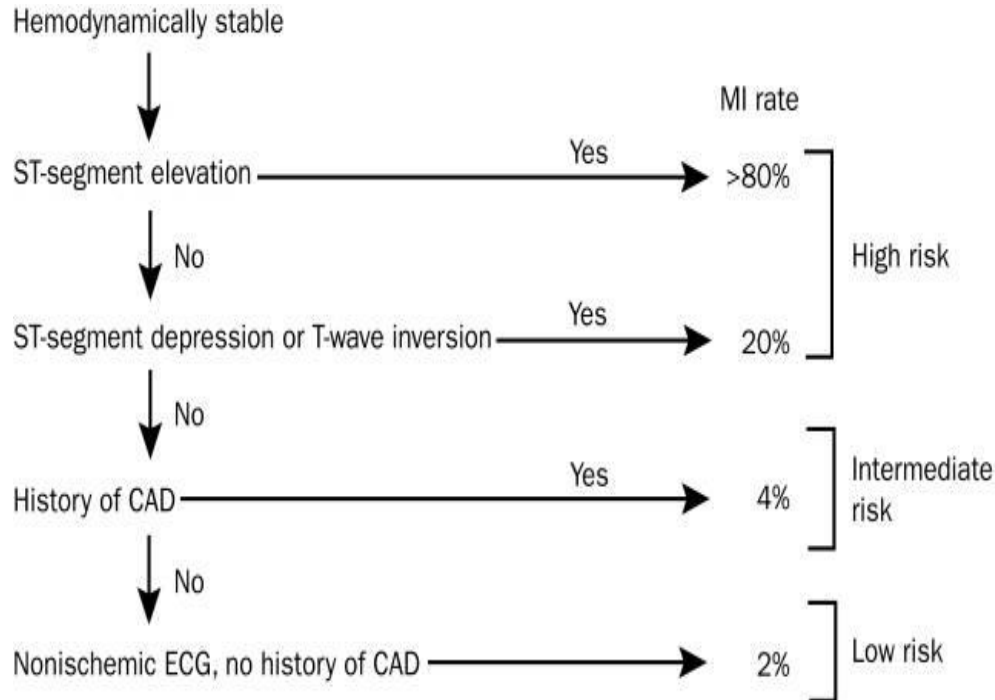 Hemodynamically stable
MI rate
ST-segment elevation Yes >80%
High risk
No
ST-segment depression or T-wave inversion Yes 20%
No
History of CAD Yes 4%
Intermediate
risk
No
Nonischemic ECG, no history of CAD 2%
Low risk